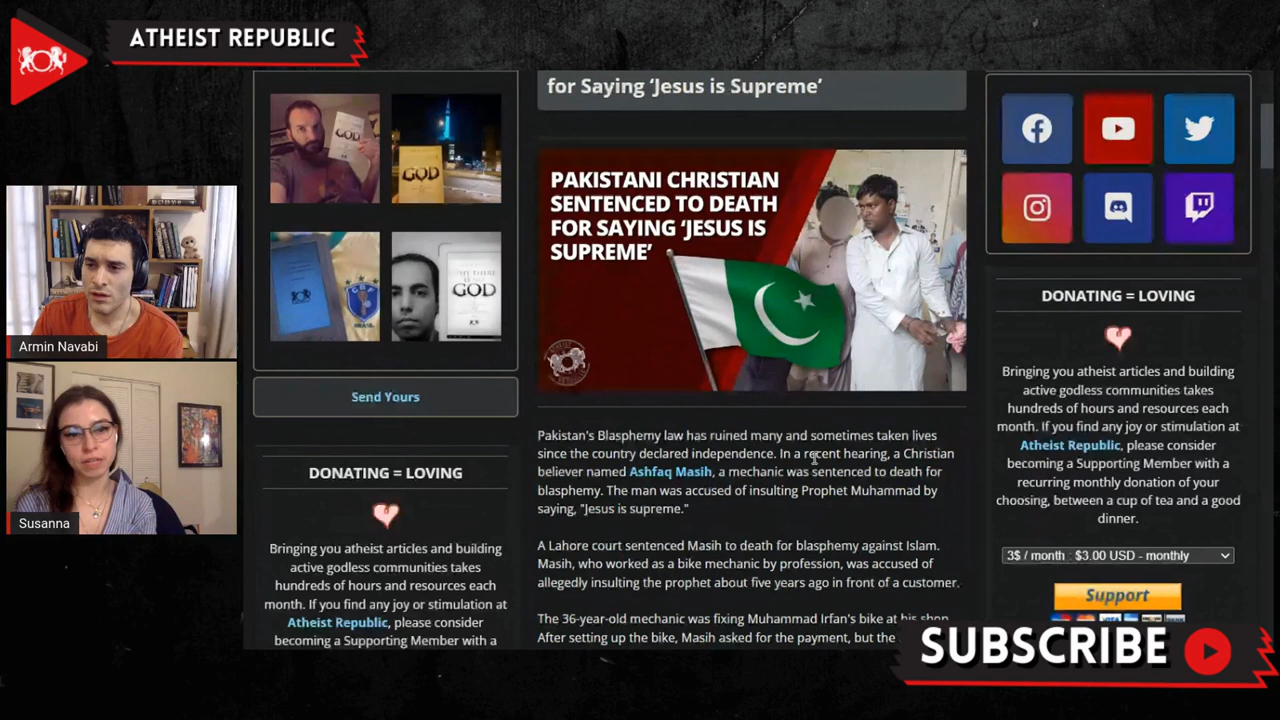 ATHEIST REPUBLIC
Armin Navabi
Susanna
GOD
GOD
GOD
Send Yours
DONATING = LOVING
Bringing you atheist articles and building
active godless communities takes
hundreds of hours and resources each
month. If you find any joy or stimulation at
Atheist Republic, please consider
becoming a Supporting Member with a
for Saying ‘Jesus is Supreme’
PAKISTANI CHRISTIAN
SENTENCED TO DEATH
FOR SAYING ‘JESUS IS
SUPREME’
Pakistan's Blasphemy law has ruined many and sometimes taken lives
since the country declared independence. In a recent hearing, a Christian
believer named Ashfaq Masih, a mechanic was sentenced to death for
blasphemy. The man was accused of insulting Prophet Muhammad by
saying, "Jesus is supreme."
A Lahore court sentenced Masih to death for blasphemy against Islam.
Masih, who worked as a bike mechanic by profession, was accused of
allegedly insulting the prophet about five years ago in front of a customer.
The 36-year-old mechanic was fixing Muhammad Irfan's bike at his shop.
After setting up the bike, Masih asked for the payment, but the
DONATING = LOVING
Bringing you atheist articles and building
active godless communities takes
hundreds of hours and resources each
month. If you find any joy or stimulation at
Atheist Republic, please consider
becoming a Supporting Member with a
recurring monthly donation of your
choosing, between a cup of tea and a good
dinner.
3$ / month : $3.00 USD - monthly
Support
SUBSCRIBE